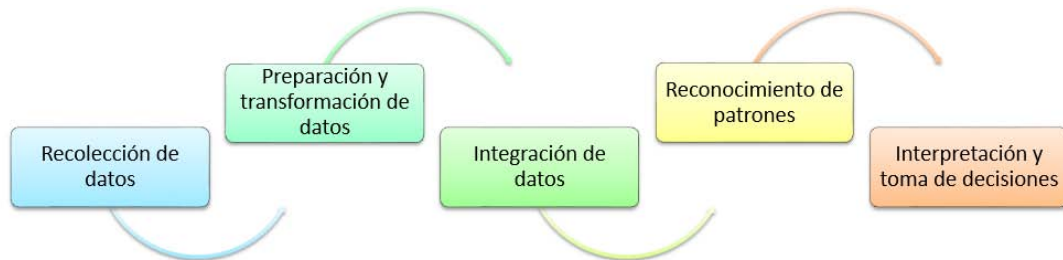 Recolección de
datos
Preparación y
transformación de
datos
Integración de
datos
Reconocimiento de
patrones
Interpretación y
toma de decisiones